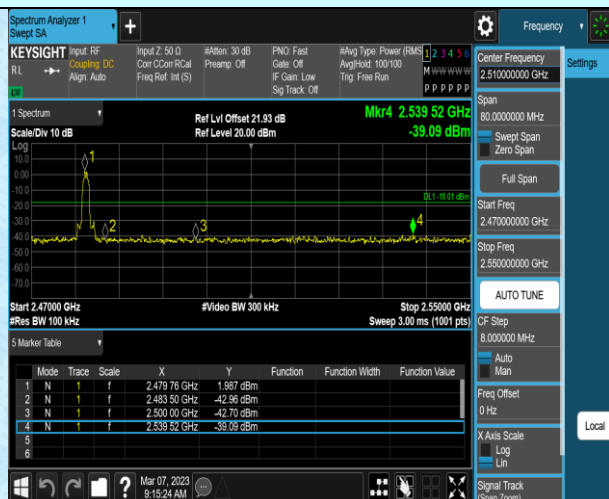 Spectrum Analyzer 1
Swept SA
+
Frequency
KEYSIGHT Input: RF
Coupling: DC
Align: Auto
RL
Input Z: 50 Ω
Corr CCorr RCal
Freq Ref: Int (S)
#Atten: 30 dB
Preamp: Off
PNO: Fast
Gate: Off
IF Gain: Low
Sig Track: Off
#Avg Type: Power (RMS
Avg|Hold: 100/100
Trig: Free Run
1 2 3 4 5 6
M W W W W W
P P P P P P
1 Spectrum
Scale/Div 10 dB
Ref Lvl Offset 21.93 dB
Ref Level 20.00 dBm
Mkr4 2.539 52 GHz
-39.09 dBm
Log
10.0
0.00
-10.0
-20.0
-30.0
-40.0
-50.0
-60.0
-70.0
1
2
3
4
DL1 -18.01 dBm
Start 2.47000 GHz
#Res BW 100 kHz
#Video BW 300 kHz
Stop 2.55000 GHz
Sweep 3.00 ms (1001 pts)
5 Marker Table
Mode Trace Scale X Y Function Function Width Function Value
1 N 1 f 2.479 76 GHz 1.987 dBm
2 N 1 f 2.483 50 GHz -42.96 dBm
3 N 1 f 2.500 00 GHz -42.70 dBm
4 N 1 f 2.539 52 GHz -39.09 dBm
5
6
Mar 07, 2023
9:15:24 AM
?
Center Frequency
2.510000000 GHz
Settings
Span
80.0000000 MHz
Swept Span
Zero Span
Full Span
Start Freq
2.470000000 GHz
Stop Freq
2.550000000 GHz
AUTO TUNE
CF Step
8.000000 MHz
Auto
Man
Freq Offset
0 Hz
Local
X Axis Scale
Log
Lin
Signal Track
(Span Zoom)